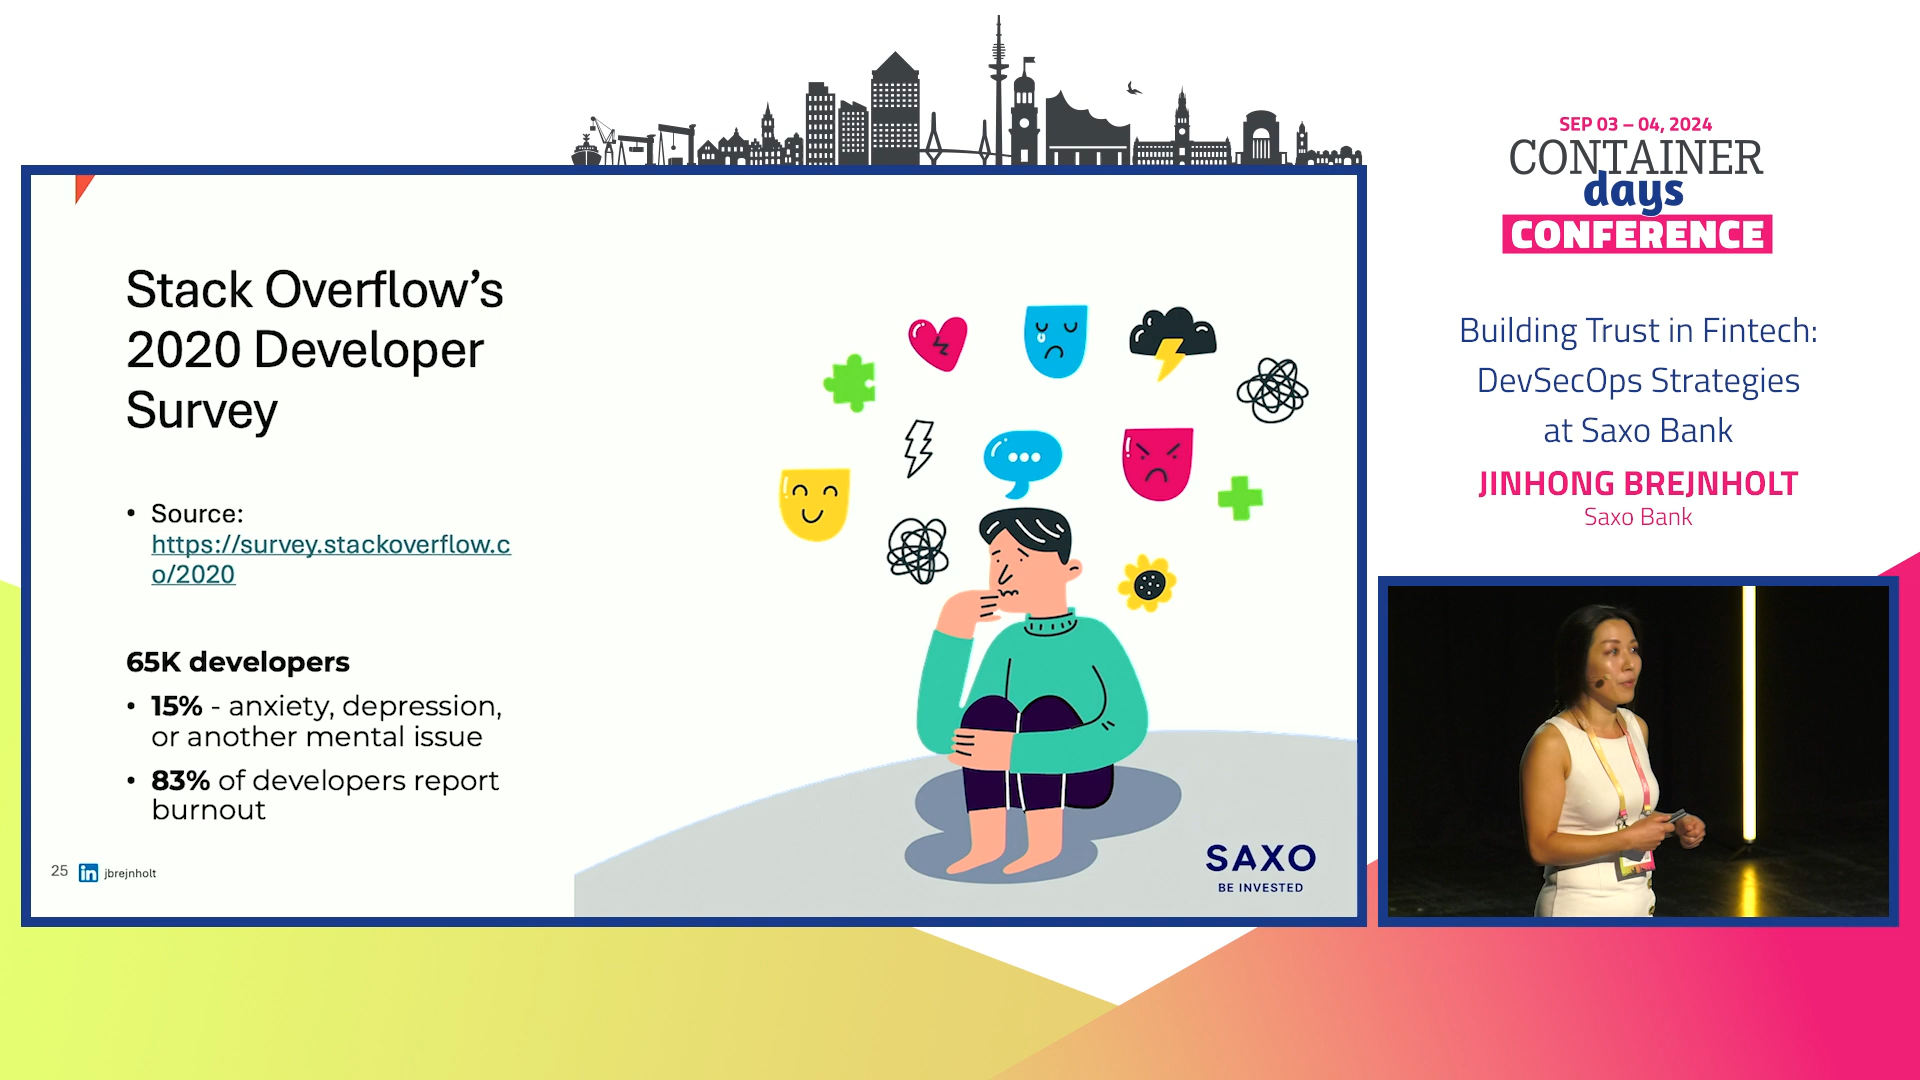 Stack Overflow’s
2020 Developer
Survey
• Source:
https://survey.stackoverflow.c
o/2020
65K developers
• 15% - anxiety, depression,
or another mental issue
• 83% of developers report
burnout
25 in jbrejnholt
SAXO
BE INVESTED
SEP 03 – 04, 2024
CONTAINER
days
CONFERENCE
Building Trust in Fintech:
DevSecOps Strategies
at Saxo Bank
JINHONG BREJNHOLT
Saxo Bank